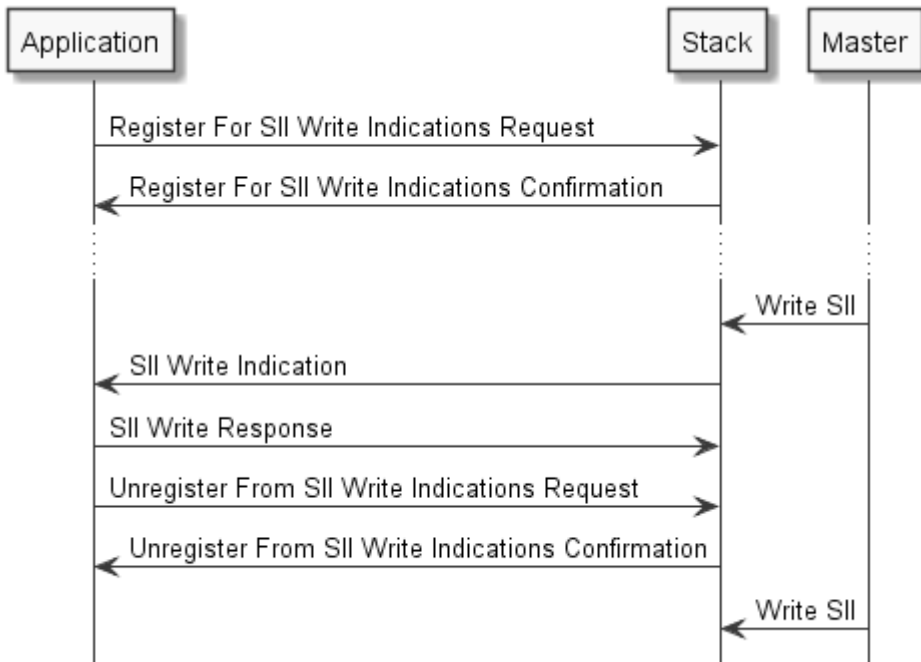 Application
Stack
Master
Register For SII Write Indications Request
Register For SII Write Indications Confirmation
Write SII
SII Write Indication
SII Write Response
Unregister From SII Write Indications Request
Unregister From SII Write Indications Confirmation
Write SII